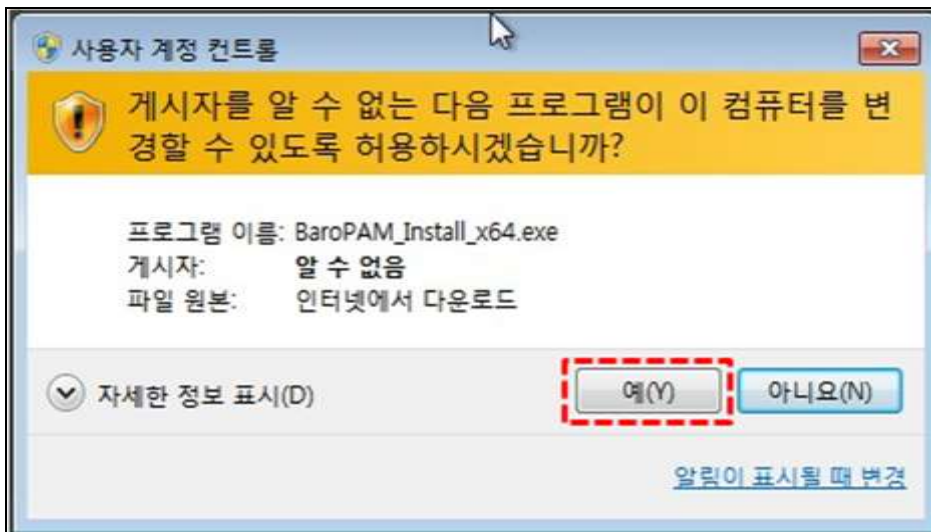 사용자 계정 컨트롤
게시자를 알 수 없는 다음 프로그램이 이 컴퓨터를 변
경할 수 있도록 허용하시겠습니까?
프로그램 이름: BaroPAM_Install_x64.exe
게시자: 알 수 없음
파일 원본: 인터넷에서 다운로드
자세한 정보 표시(D) 예(Y) 아니요(N)
알림이 표시될 때 변경